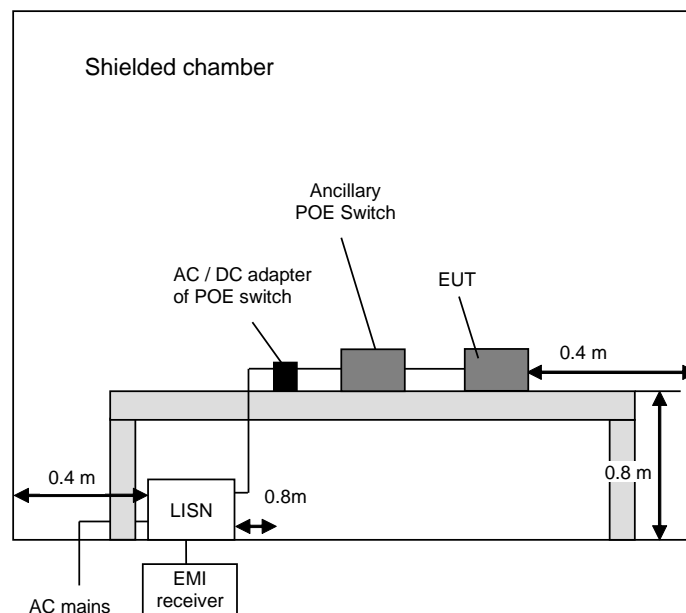 Shielded chamber
Ancillary
POE Switch
AC / DC adapter
of POE switch
EUT
0.4 m
0.8 m
0.4 m
LISN
0.8m
EMI
receiver
AC mains